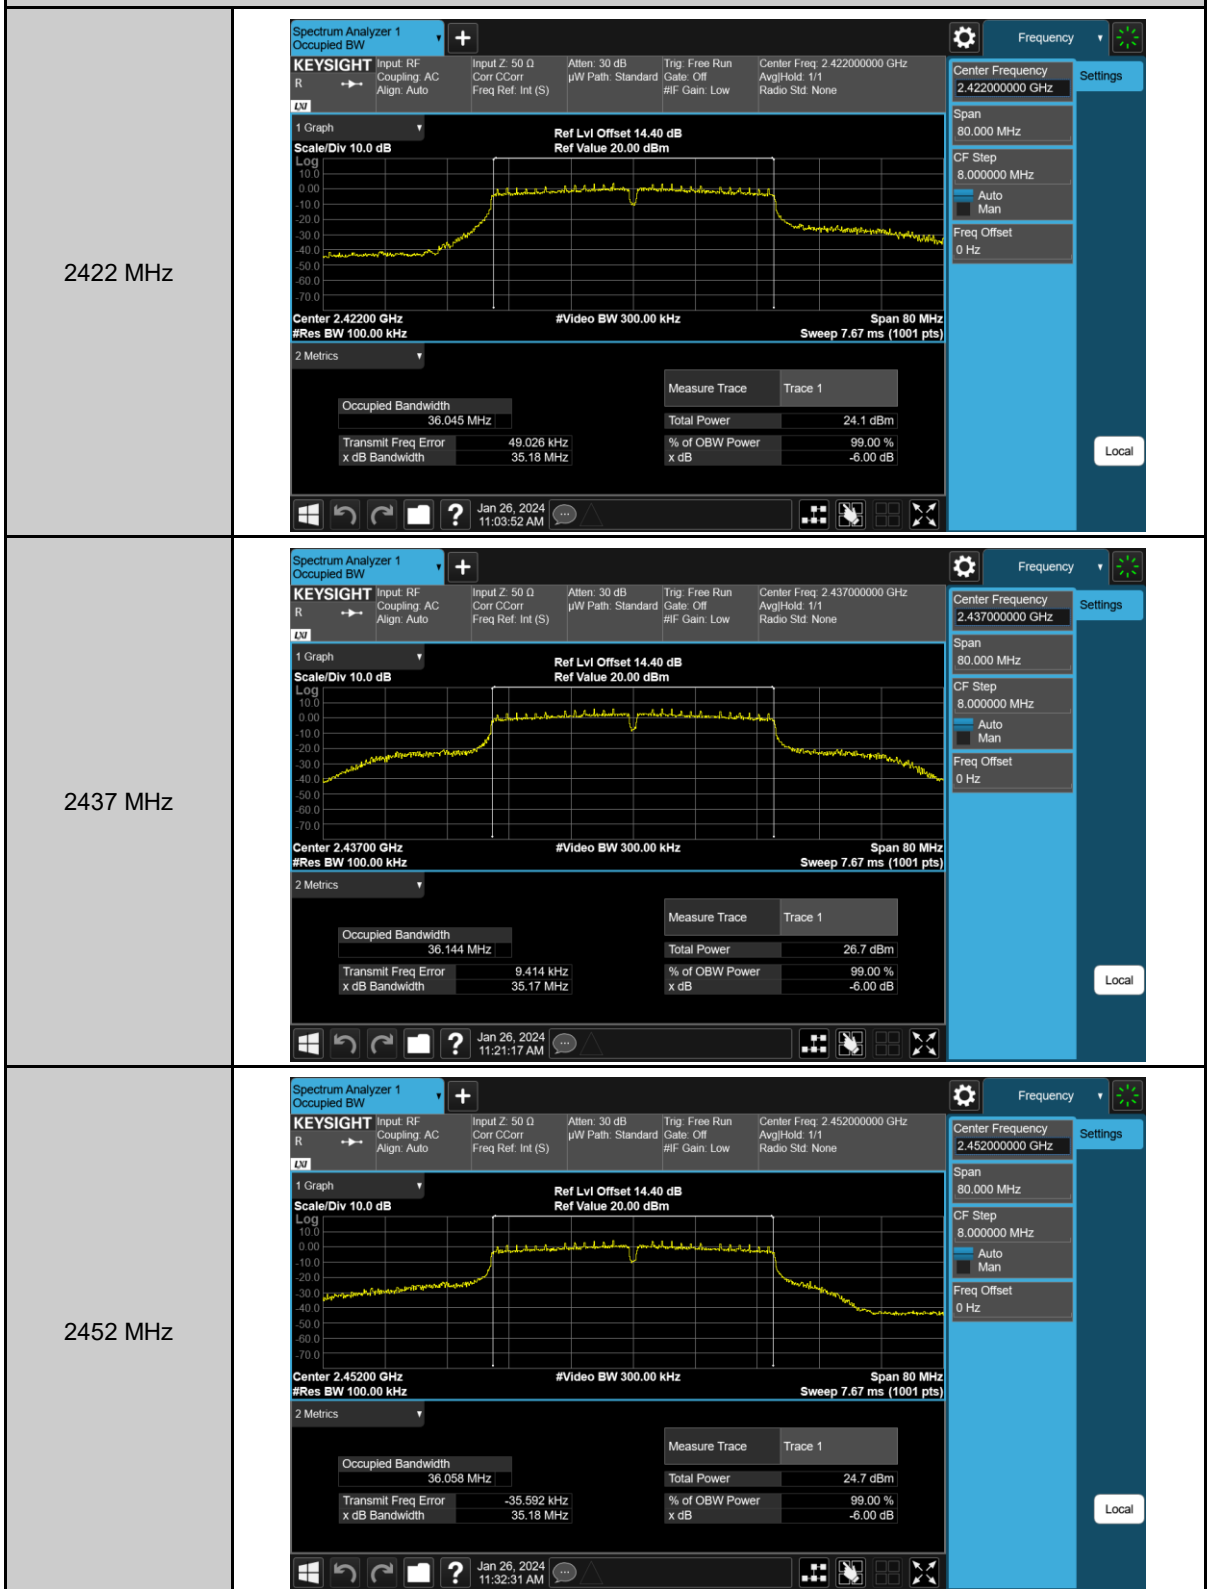 2422 MHz
Spectrum Analyzer 1
Occupied BW
Frequency
KEYSIGHT
R
LXI
Input: RF
Coupling: AC
Align: Auto
Input Z: 50 Ω
Corr CCorr
Freq Ref: Int (S)
Atten: 30 dB
µW Path: Standard
Trig: Free Run
Gate: Off
#IF Gain: Low
Center Freq: 2.422000000 GHz
Avg|Hold: 1/1
Radio Std: None
Center Frequency
2.422000000 GHz
Settings
Span
80.000 MHz
CF Step
8.000000 MHz
Auto
Man
Freq Offset
0 Hz
Local
1 Graph
Scale/Div 10.0 dB
Ref Lvl Offset 14.40 dB
Ref Value 20.00 dBm
Log
10.0
0.00
-10.0
-20.0
-30.0
-40.0
-50.0
-60.0
-70.0
Center 2.42200 GHz
#Video BW 300.00 kHz
Span 80 MHz
#Res BW 100.00 kHz
Sweep 7.67 ms (1001 pts)
2 Metrics
Measure Trace Trace 1
Occupied Bandwidth
36.045 MHz
Total Power 24.1 dBm
Transmit Freq Error 49.026 kHz
% of OBW Power 99.00 %
x dB Bandwidth 35.18 MHz
x dB -6.00 dB
?
Jan 26, 2024
11:03:52 AM
2437 MHz
Spectrum Analyzer 1
Occupied BW
Frequency
KEYSIGHT
R
LXI
Input: RF
Coupling: AC
Align: Auto
Input Z: 50 Ω
Corr CCorr
Freq Ref: Int (S)
Atten: 30 dB
µW Path: Standard
Trig: Free Run
Gate: Off
#IF Gain: Low
Center Freq: 2.437000000 GHz
Avg|Hold: 1/1
Radio Std: None
Center Frequency
2.437000000 GHz
Settings
Span
80.000 MHz
CF Step
8.000000 MHz
Auto
Man
Freq Offset
0 Hz
Local
1 Graph
Scale/Div 10.0 dB
Ref Lvl Offset 14.40 dB
Ref Value 20.00 dBm
Log
10.0
0.00
-10.0
-20.0
-30.0
-40.0
-50.0
-60.0
-70.0
Center 2.43700 GHz
#Video BW 300.00 kHz
Span 80 MHz
#Res BW 100.00 kHz
Sweep 7.67 ms (1001 pts)
2 Metrics
Measure Trace Trace 1
Occupied Bandwidth
36.144 MHz
Total Power 26.7 dBm
Transmit Freq Error 9.414 kHz
% of OBW Power 99.00 %
x dB Bandwidth 35.17 MHz
x dB -6.00 dB
?
Jan 26, 2024
11:21:17 AM
2452 MHz
Spectrum Analyzer 1
Occupied BW
Frequency
KEYSIGHT
R
LXI
Input: RF
Coupling: AC
Align: Auto
Input Z: 50 Ω
Corr CCorr
Freq Ref: Int (S)
Atten: 30 dB
µW Path: Standard
Trig: Free Run
Gate: Off
#IF Gain: Low
Center Freq: 2.452000000 GHz
Avg|Hold: 1/1
Radio Std: None
Center Frequency
2.452000000 GHz
Settings
Span
80.000 MHz
CF Step
8.000000 MHz
Auto
Man
Freq Offset
0 Hz
Local
1 Graph
Scale/Div 10.0 dB
Ref Lvl Offset 14.40 dB
Ref Value 20.00 dBm
Log
10.0
0.00
-10.0
-20.0
-30.0
-40.0
-50.0
-60.0
-70.0
Center 2.45200 GHz
#Video BW 300.00 kHz
Span 80 MHz
#Res BW 100.00 kHz
Sweep 7.67 ms (1001 pts)
2 Metrics
Measure Trace Trace 1
Occupied Bandwidth
36.058 MHz
Total Power 24.7 dBm
Transmit Freq Error -35.592 kHz
% of OBW Power 99.00 %
x dB Bandwidth 35.18 MHz
x dB -6.00 dB
?
Jan 26, 2024
11:32:31 AM